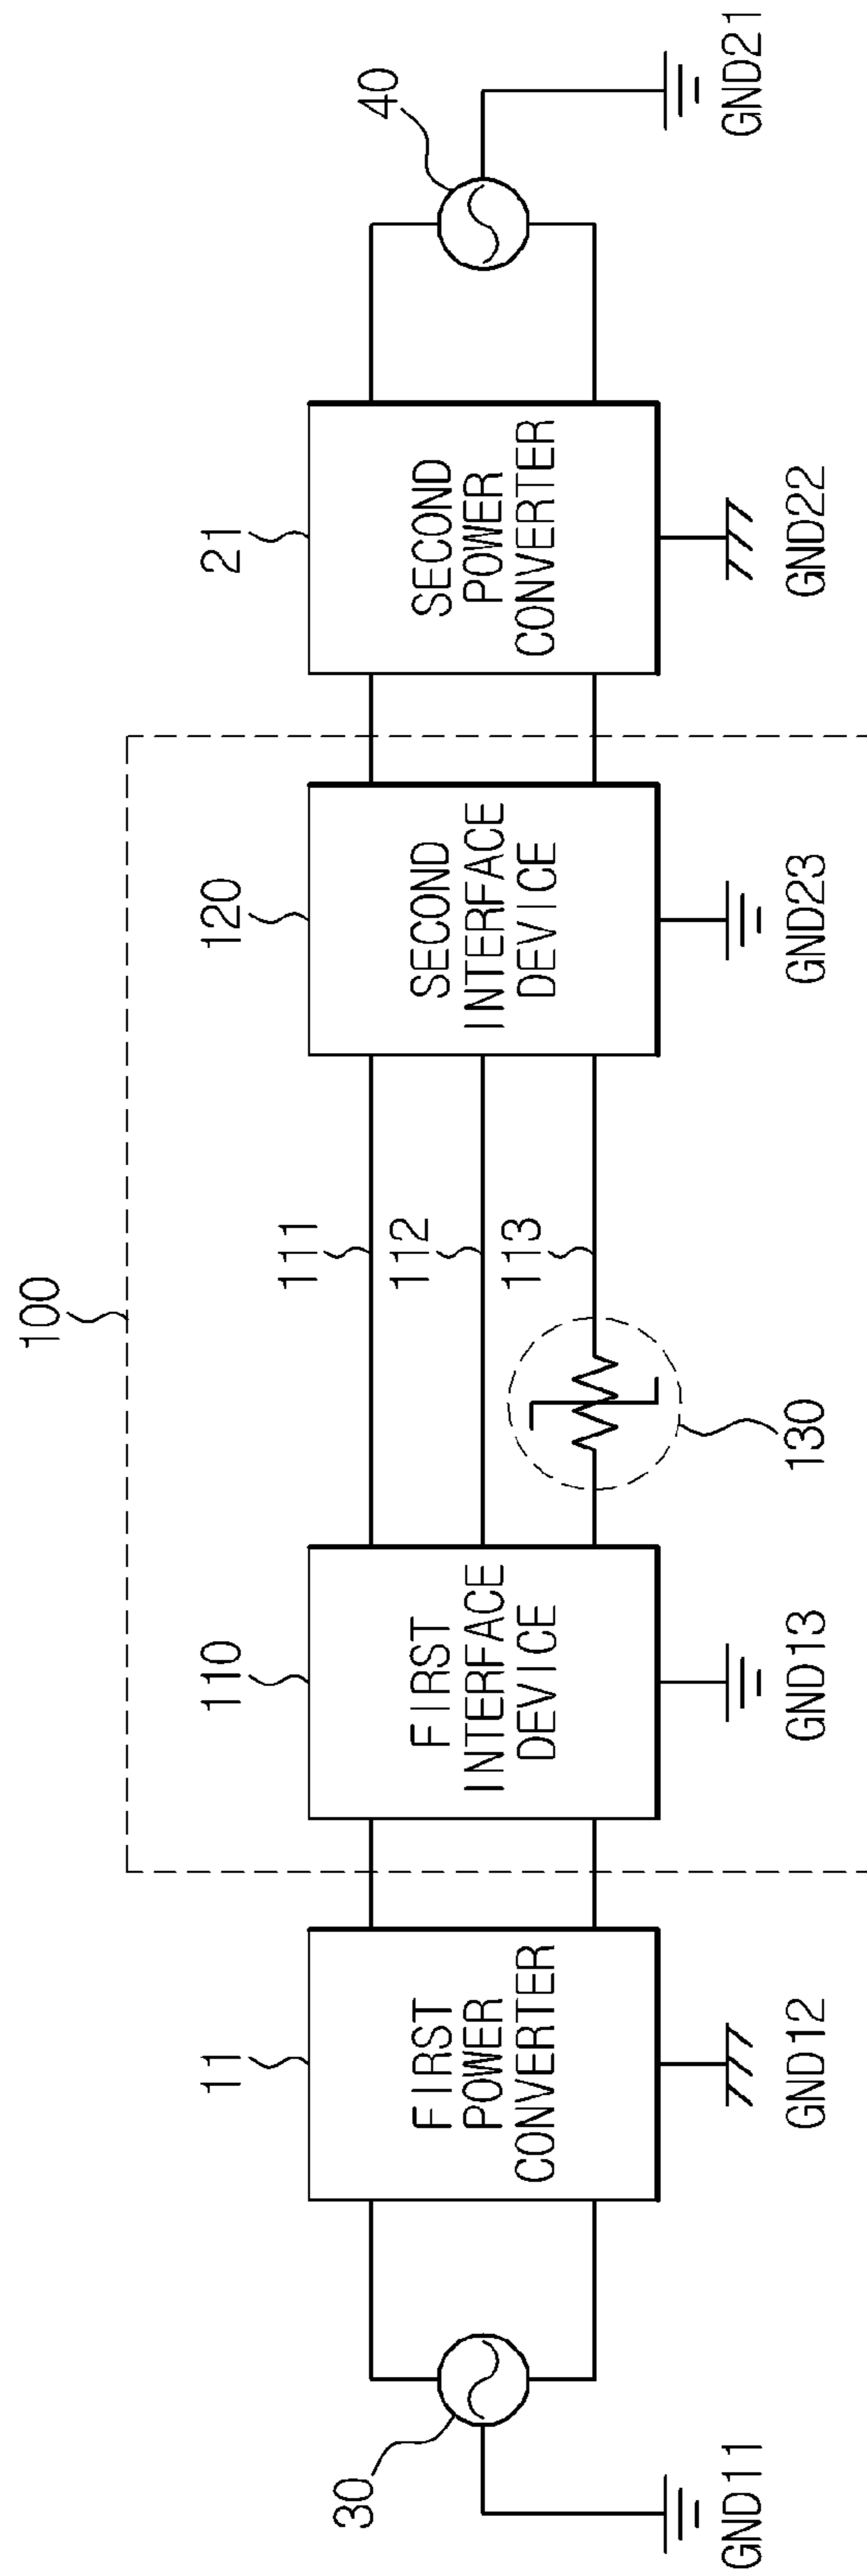 100
30
11
110
120
21
40
FIRST
POWER
CONVERTER
FIRST
INTERFACE
DEVICE
111
112
113
SECOND
INTERFACE
DEVICE
SECOND
POWER
CONVERTER
130
GND11
GND12
GND13
GND23
GND22
GND21